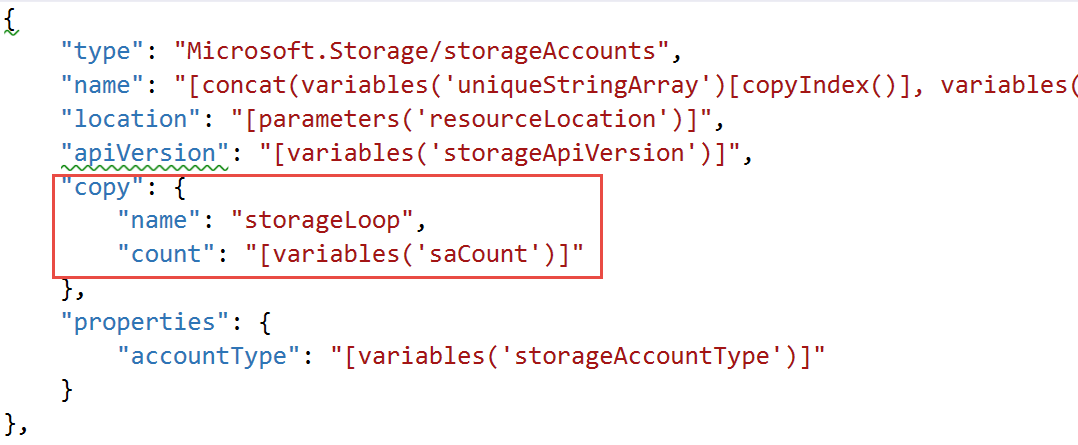 {
"type": "Microsoft.Storage/storageAccounts",
"name": "[concat(variables('uniqueStringArray')[copyIndex()], variables(
"location": "[parameters('resourceLocation')]",
"apiVersion": "[variables('storageApiVersion')]",
"copy": {
"name": "storageLoop",
"count": "[variables('saCount')]"
},
"properties": {
"accountType": "[variables('storageAccountType')]"
}
},